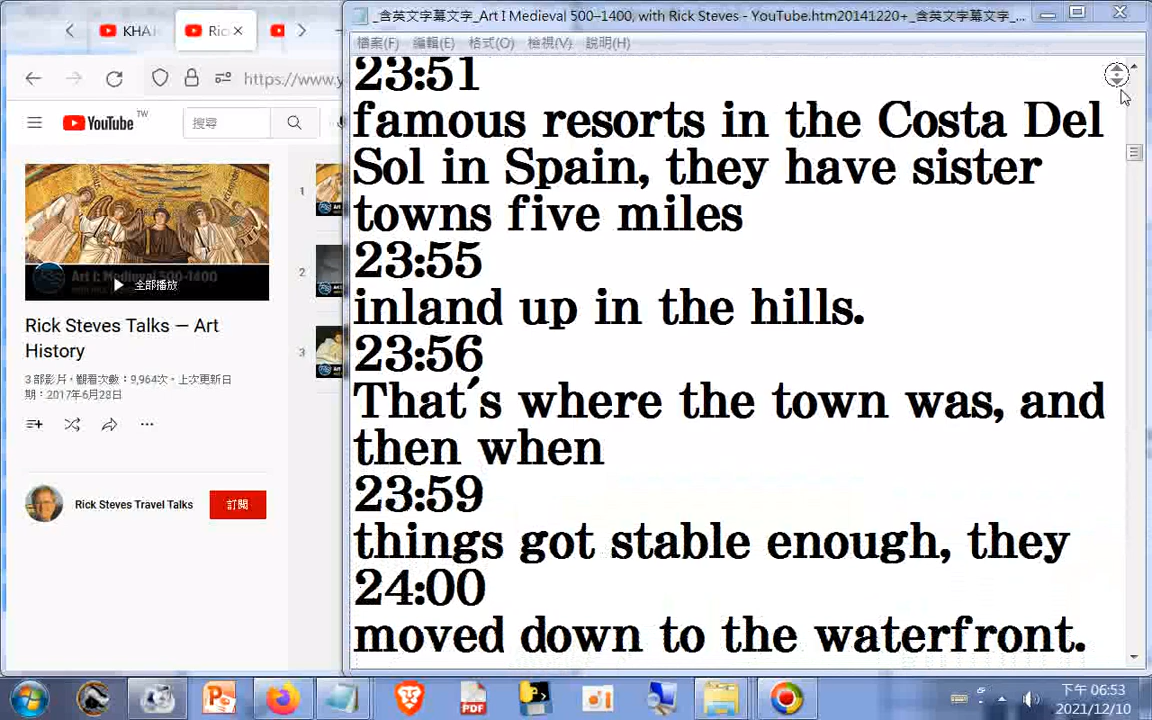 KHA
Ric
https://www.y
YouTube
TW
搜尋
Art I: Medieval 500-1400
全部播放
Rick Steves Talks — Art
History
3 部影片・觀看次數：9,964次・上次更新日
期：2017年6月28日
Rick Steves Travel Talks
訂閱
1
2
3
_含英文字幕文字_Art I Medieval 500–1400, with Rick Steves - YouTube.htm20141220+_含英文字幕文字_...
檔案(F) 編輯(E) 格式(O) 檢視(V) 說明(H)
23:51
famous resorts in the Costa Del
Sol in Spain, they have sister
towns five miles
23:55
inland up in the hills.
23:56
That's where the town was, and
then when
23:59
things got stable enough, they
24:00
moved down to the waterfront.
PDF
下午 06:53
2021/12/10